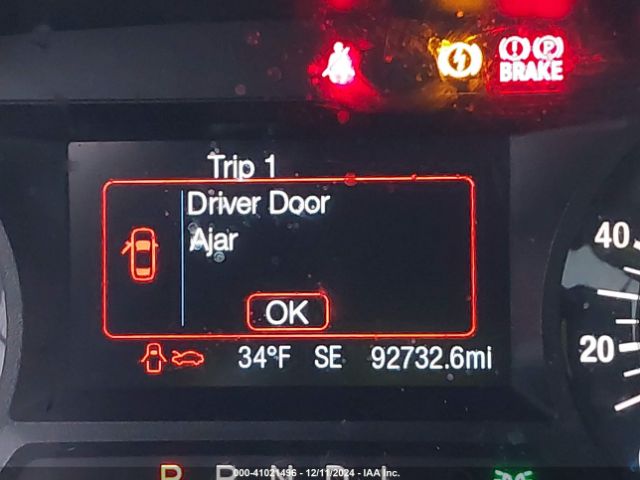 BRAKE
Trip 1
Driver Door
Ajar
OK
34°F SE 92732.6mi
40
20
P R N D L
000-41021496 - 12/11/2024 - IAA Inc.